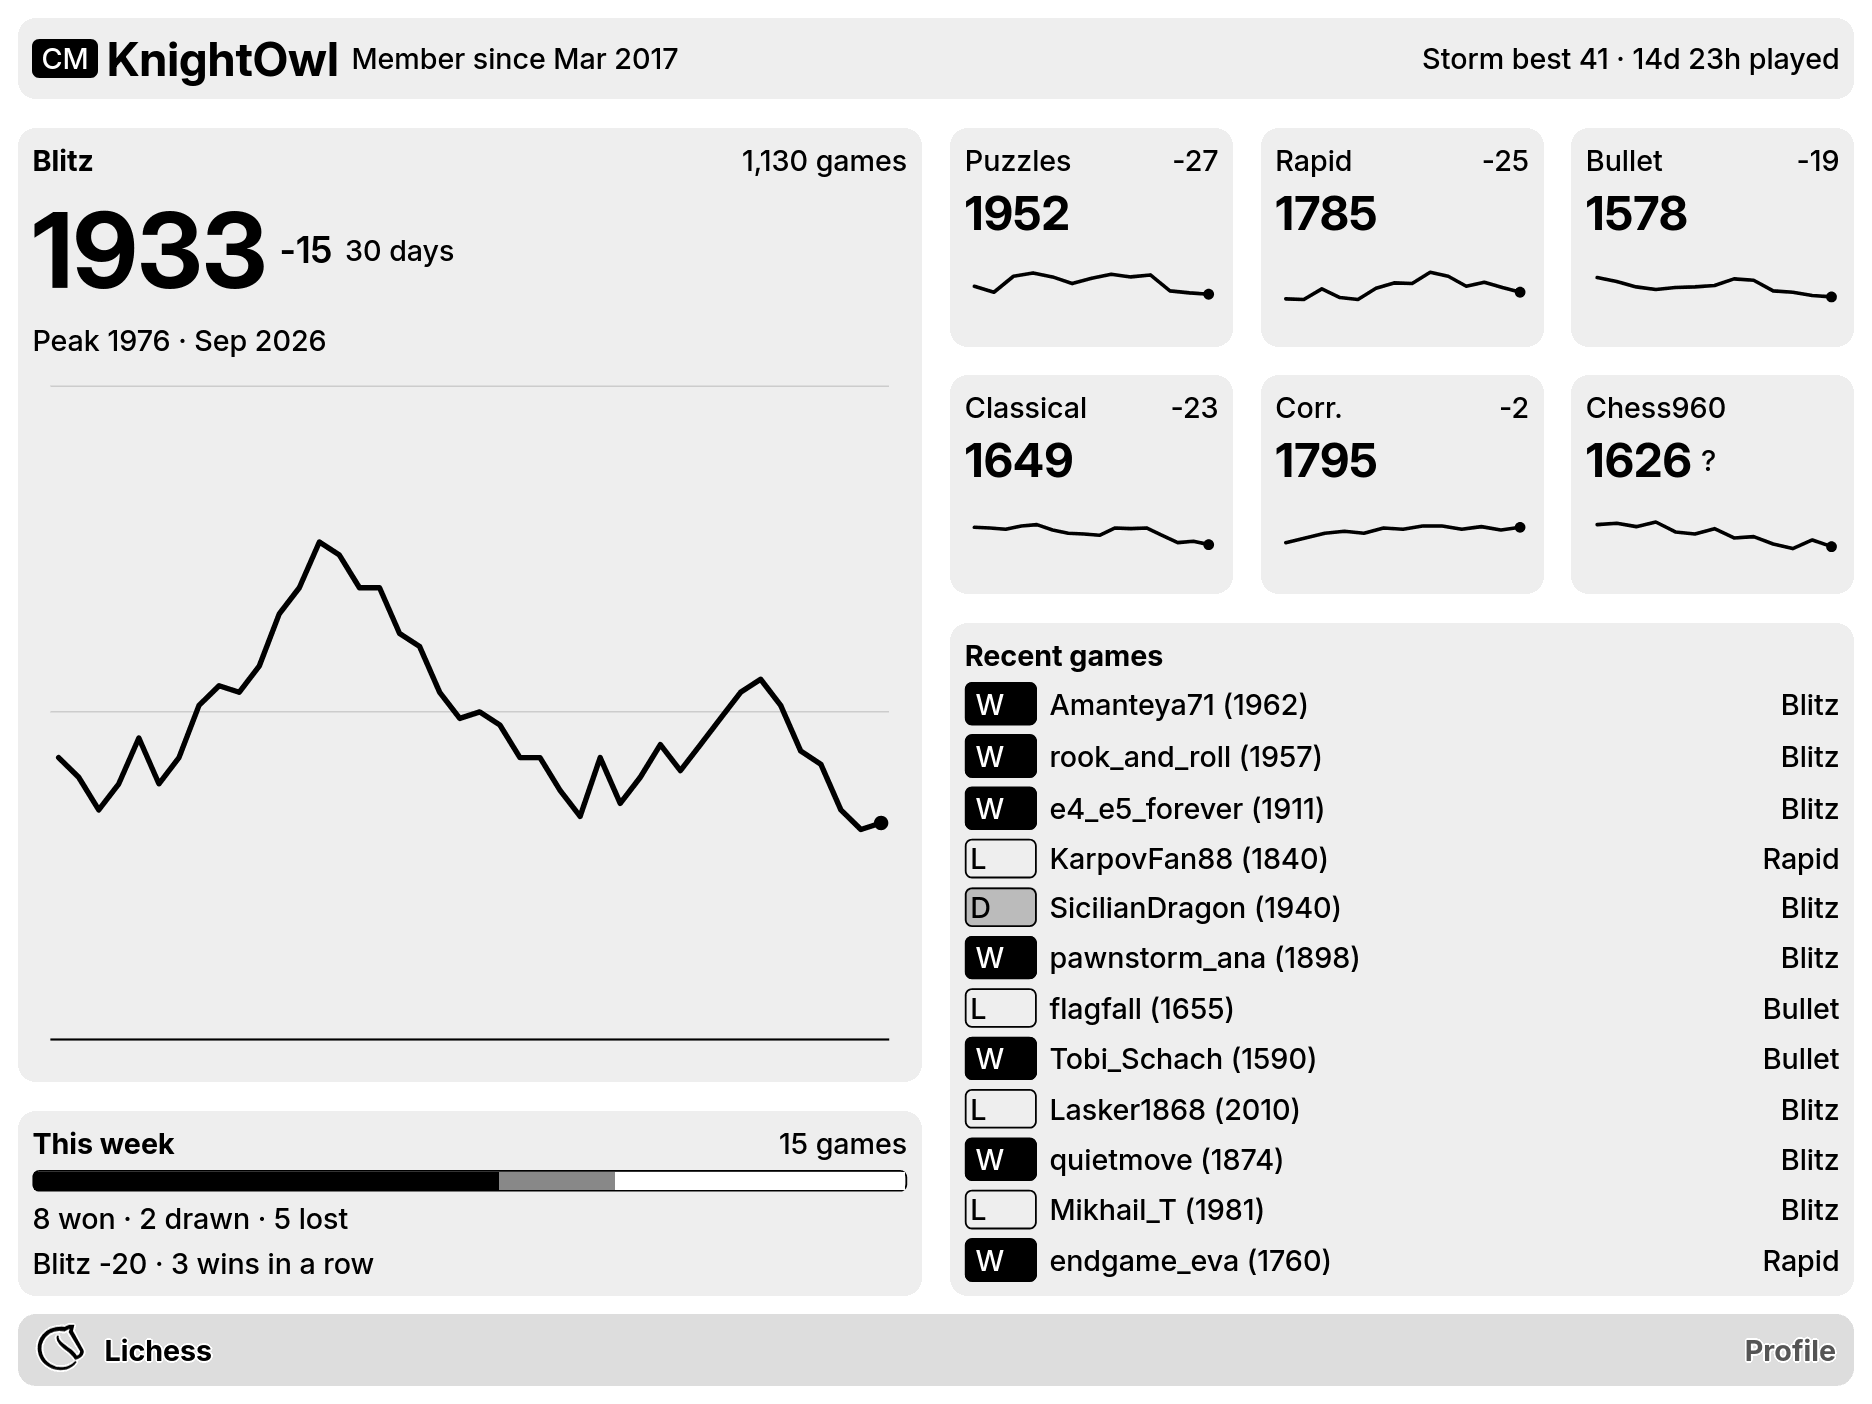 CM KnightOwl Member since Mar 2017
Storm best 41 · 14d 23h played
Blitz 1,130 games
1933 -15 30 days
Peak 1976 · Sep 2026
This week 15 games
8 won · 2 drawn · 5 lost
Blitz -20 · 3 wins in a row
Puzzles -27
1952
Rapid -25
1785
Bullet -19
1578
Classical -23
1649
Corr. -2
1795
Chess960
1626 ?
Recent games
W Amanteya71 (1962) Blitz
W rook_and_roll (1957) Blitz
W e4_e5_forever (1911) Blitz
L KarpovFan88 (1840) Rapid
D SicilianDragon (1940) Blitz
W pawnstorm_ana (1898) Blitz
L flagfall (1655) Bullet
W Tobi_Schach (1590) Bullet
L Lasker1868 (2010) Blitz
W quietmove (1874) Blitz
L Mikhail_T (1981) Blitz
W endgame_eva (1760) Rapid
Lichess Profile